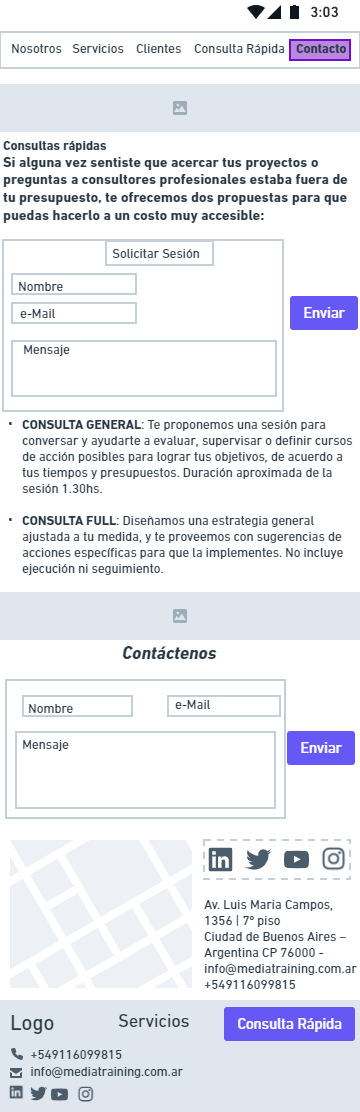 3:03
Nosotros Servicios Clientes Consulta Rápida Contacto
Consultas rápidas
Si alguna vez sentiste que acercar tus proyectos o
preguntas a consultores profesionales estaba fuera de
tu presupuesto, te ofrecemos dos propuestas para que
puedas hacerlo a un costo muy accesible:
Solicitar Sesión
Nombre
e-Mail
Enviar
Mensaje
• CONSULTA GENERAL: Te proponemos una sesión para
conversar y ayudarte a evaluar, supervisar o definir cursos
de acción posibles para lograr tus objetivos, de acuerdo a
tus tiempos y presupuestos. Duración aproximada de la
sesión 1.30hs.
• CONSULTA FULL: Diseñamos una estrategia general
ajustada a tu medida, y te proveemos con sugerencias de
acciones específicas para que la implementes. No incluye
ejecución ni seguimiento.
Contáctenos
Nombre e-Mail
Mensaje
Enviar
Av. Luis Maria Campos,
1356 | 7º piso
Ciudad de Buenos Aires –
Argentina CP 76000 -
info@mediatraining.com.ar
+549116099815
Logo Servicios Consulta Rápida
+549116099815
info@mediatraining.com.ar